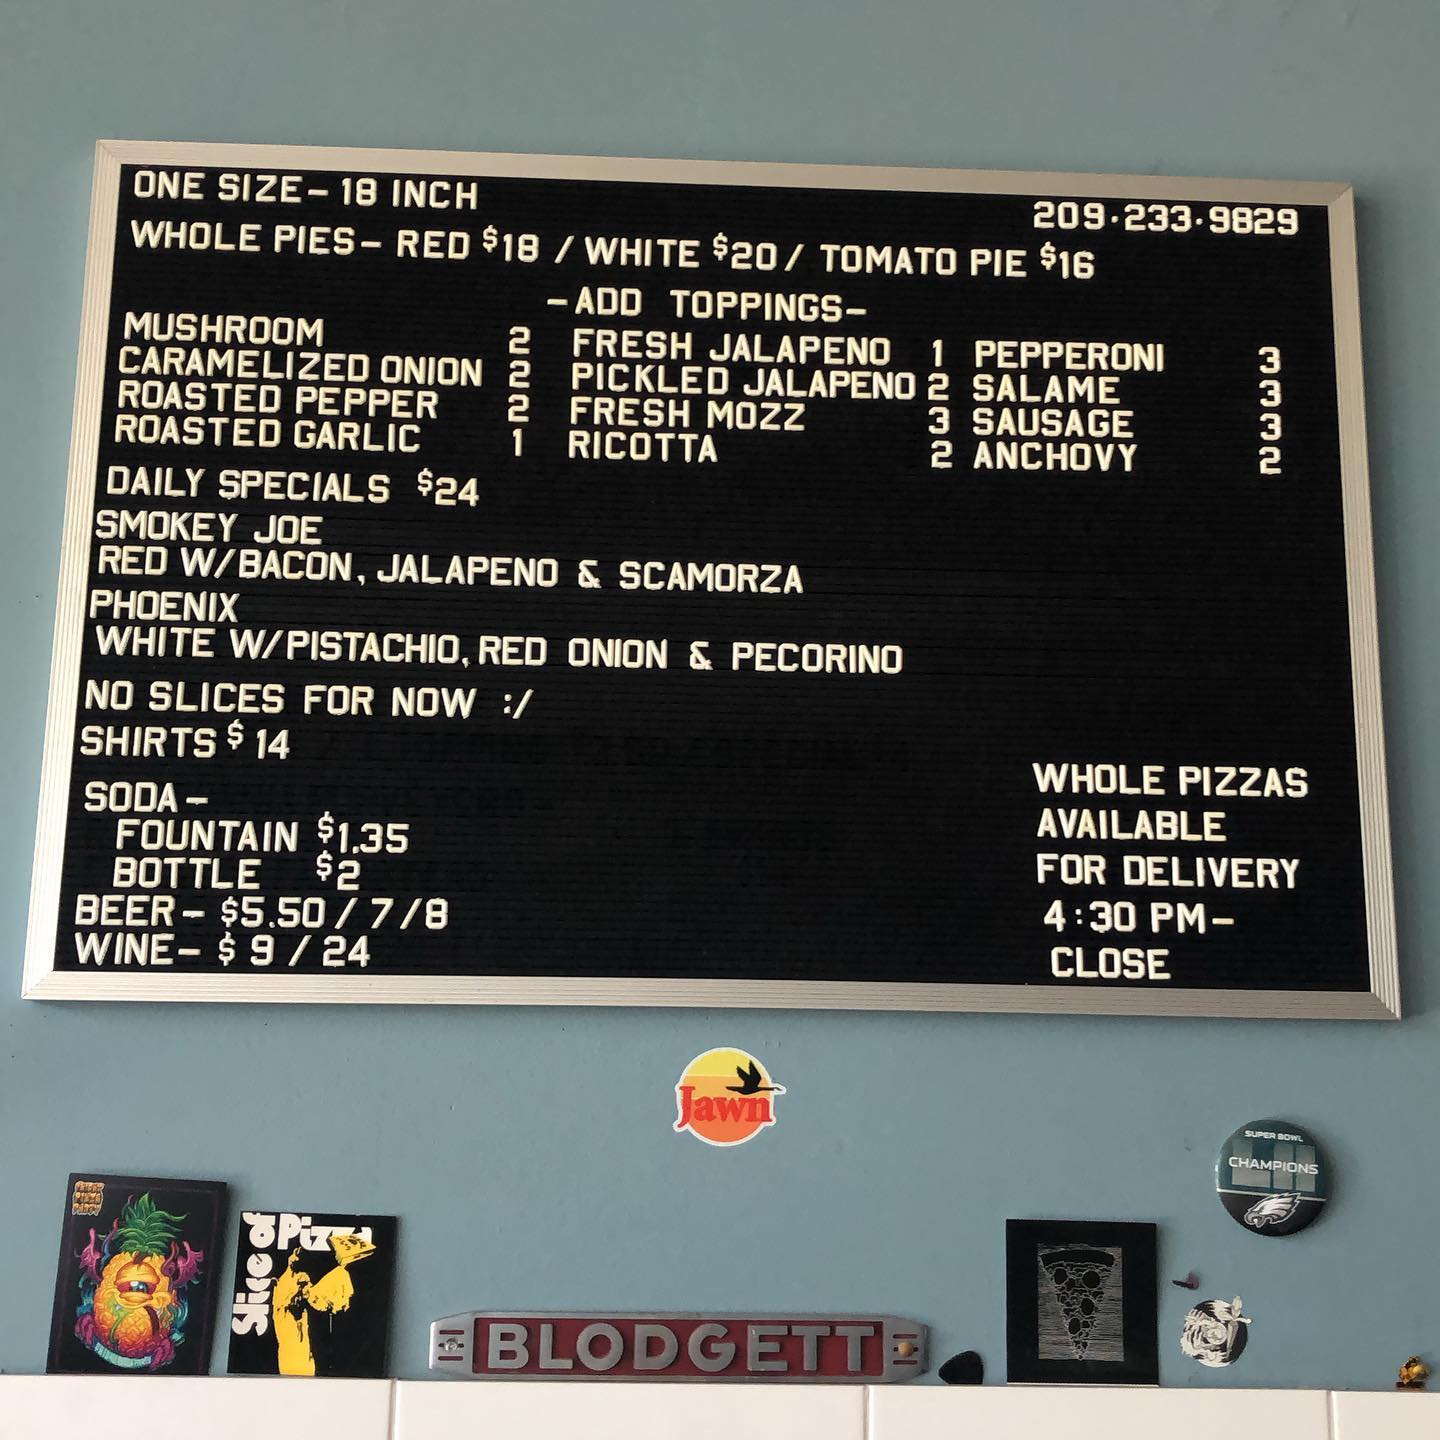 ONE SIZE- 18 INCH
209·233·9829
WHOLE PIES- RED $18 / WHITE $20 / TOMATO PIE $16
-ADD TOPPINGS-
MUSHROOM 2 FRESH JALAPENO 1 PEPPERONI 3
CARAMELIZED ONION 2 PICKLED JALAPENO 2 SALAME 3
ROASTED PEPPER 2 FRESH MOZZ 3 SAUSAGE 3
ROASTED GARLIC 1 RICOTTA 2 ANCHOVY 2
DAILY SPECIALS $24
SMOKEY JOE
RED W/BACON, JALAPENO & SCAMORZA
PHOENIX
WHITE W/PISTACHIO, RED ONION & PECORINO
NO SLICES FOR NOW :/
SHIRTS $14
SODA-
FOUNTAIN $1.35
BOTTLE $2
BEER- $5.50 / 7 / 8
WINE- $9 / 24
WHOLE PIZZAS
AVAILABLE
FOR DELIVERY
4:30 PM-
CLOSE
Jawn
SUPER BOWL
CHAMPIONS
PIZZA
PARTY
Slice of Pizz
BLODGETT